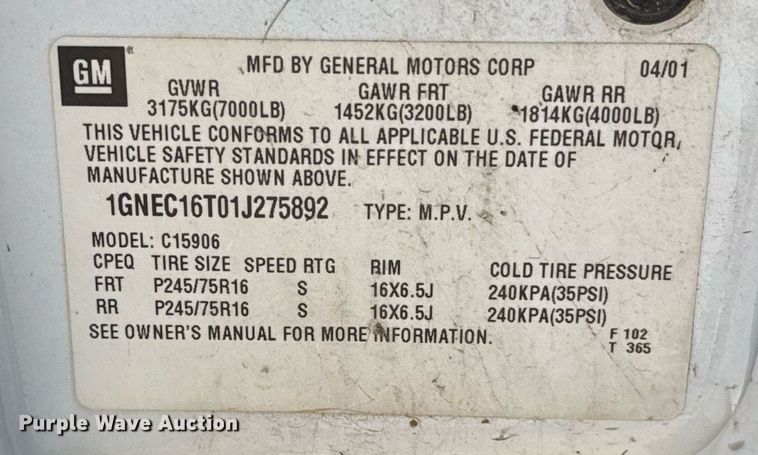 GM
MFD BY GENERAL MOTORS CORP 04/01
GVWR GAWR FRT GAWR RR
3175KG(7000LB) 1452KG(3200LB) 1814KG(4000LB)
THIS VEHICLE CONFORMS TO ALL APPLICABLE U.S. FEDERAL MOTOR,
VEHICLE SAFETY STANDARDS IN EFFECT ON THE DATE OF
MANUFACTURE SHOWN ABOVE.
1GNEC16T01J275892 TYPE: M.P.V.
MODEL: C15906
CPEQ TIRE SIZE SPEED RTG RIM COLD TIRE PRESSURE
FRT P245/75R16 S 16X6.5J 240KPA(35PSI)
RR P245/75R16 S 16X6.5J 240KPA(35PSI)
SEE OWNER'S MANUAL FOR MORE INFORMATION.
F 102
T 365
Purple Wave Auction